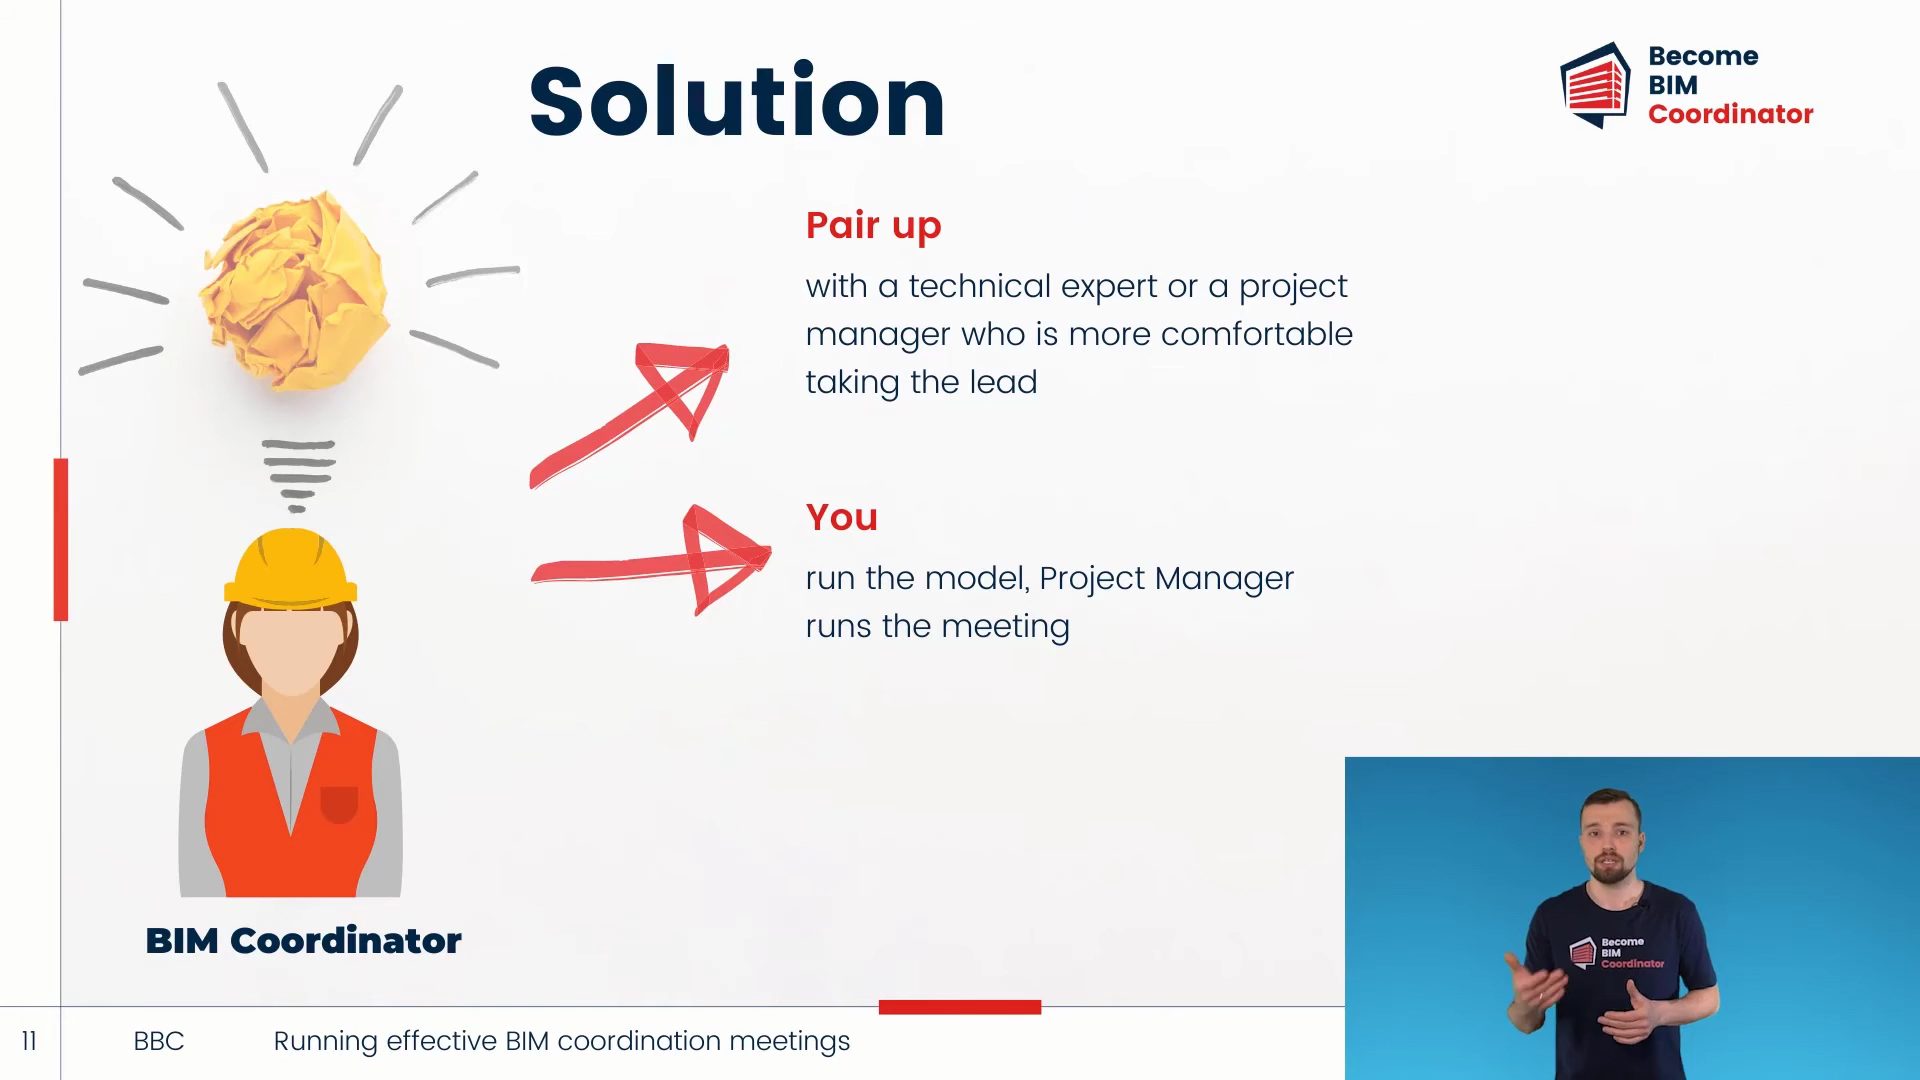 Solution
Become
BIM
Coordinator
Pair up
with a technical expert or a project
manager who is more comfortable
taking the lead
You
run the model, Project Manager
runs the meeting
BIM Coordinator
Become
BIM
Coordinator
11 BBC Running effective BIM coordination meetings